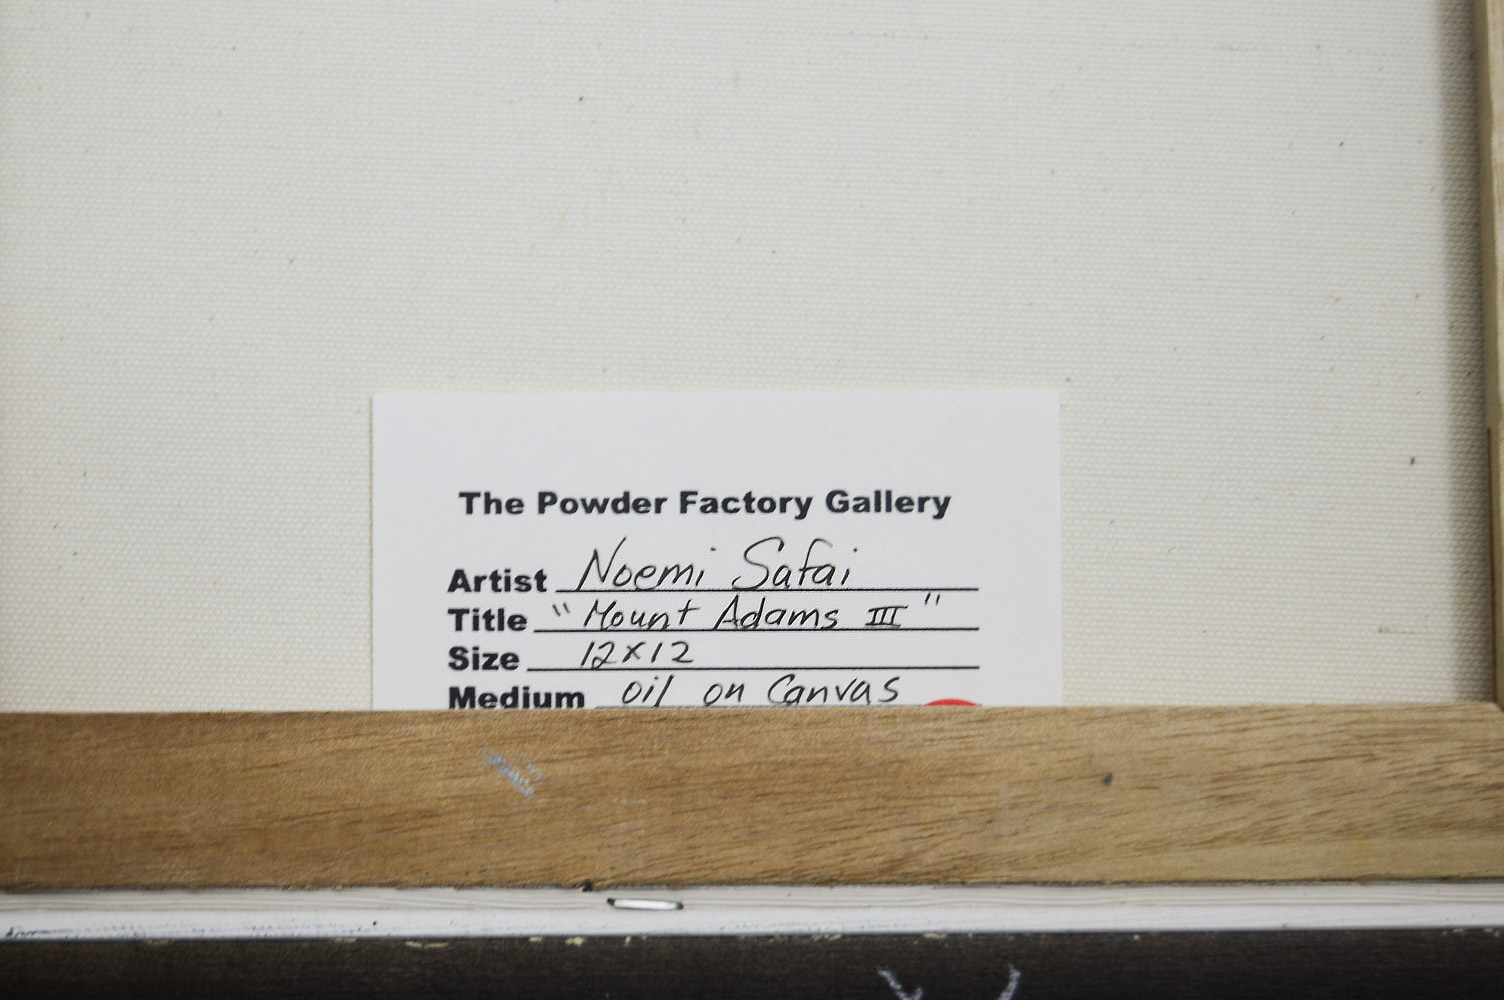 The Powder Factory Gallery
Artist Noemi Safai
Title "Mount Adams III"
Size 12x12
Medium oil on Canvas